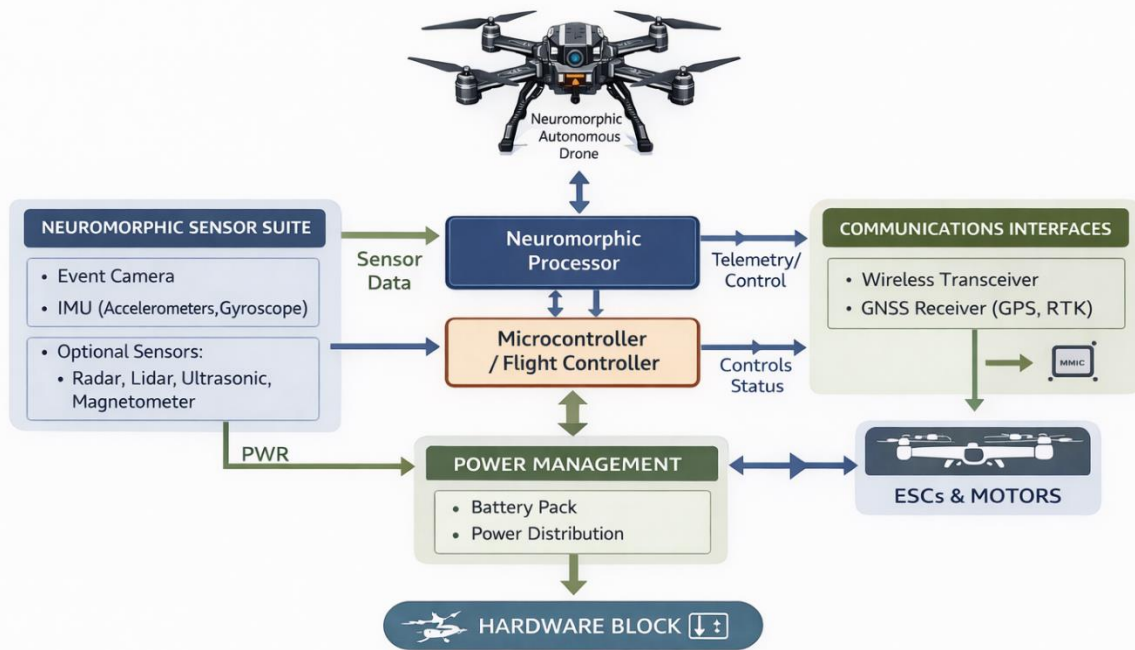 Neuromorphic
Autonomous
Drone
NEUROMORPHIC SENSOR SUITE
• Event Camera
• IMU (Accelerometers,Gyroscope)
• Optional Sensors:
• Radar, Lidar, Ultrasonic,
Magnetometer
Sensor
Data
Neuromorphic
Processor
Telemetry/
Control
Microcontroller
/ Flight Controller
Controls
Status
COMMUNICATIONS INTERFACES
• Wireless Transceiver
• GNSS Receiver (GPS, RTK)
MMIC
PWR
POWER MANAGEMENT
• Battery Pack
• Power Distribution
ESCs & MOTORS
HARDWARE BLOCK